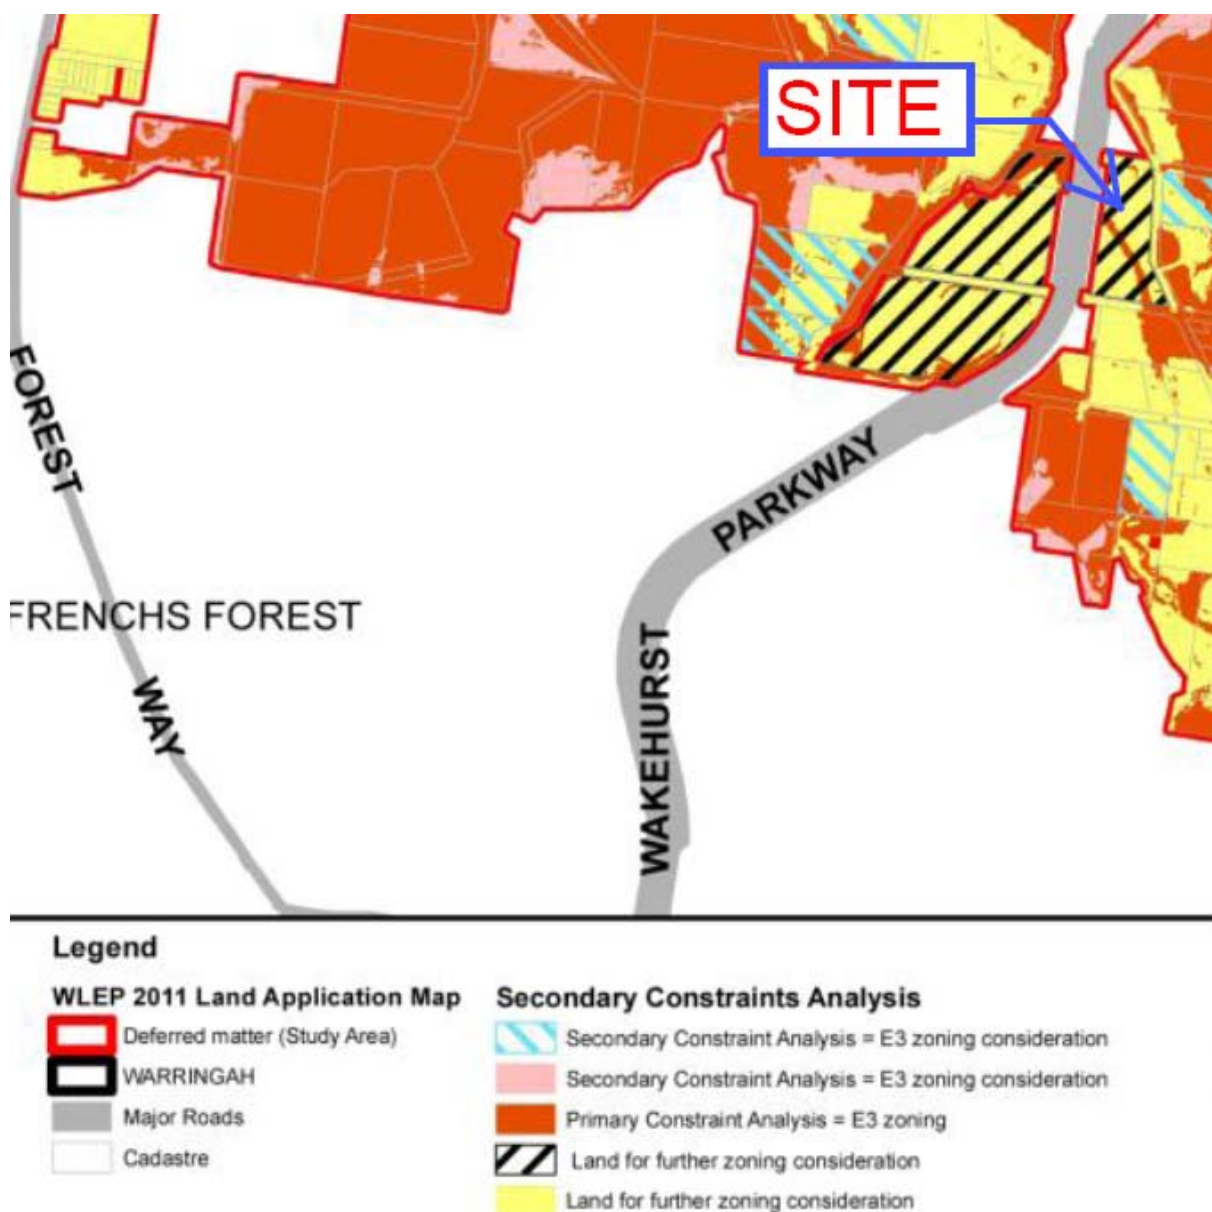 SITE
FOREST
WAY
FRENCHS FOREST
PARKWAY
WAKEHURST
Legend
WLEP 2011 Land Application Map
Deferred matter (Study Area)
WARRINGAH
Major Roads
Cadastre
Secondary Constraints Analysis
Secondary Constraint Analysis = E3 zoning consideration
Secondary Constraint Analysis = E3 zoning consideration
Primary Constraint Analysis = E3 zoning
Land for further zoning consideration
Land for further zoning consideration